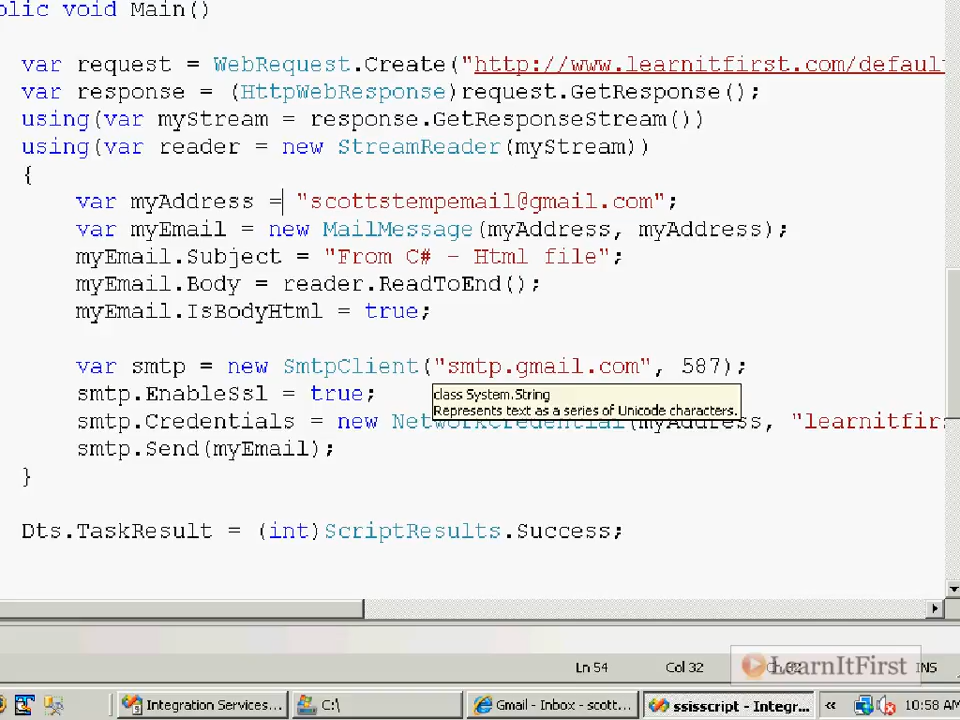 olic void Main()
var request = WebRequest.Create("http://www.learnitfirst.com/defaul
var response = (HttpWebResponse)request.GetResponse();
using(var myStream = response.GetResponseStream())
using(var reader = new StreamReader(myStream))
{
var myAddress = "scottstempemail@gmail.com";
var myEmail = new MailMessage(myAddress, myAddress);
myEmail.Subject = "From C# - Html file";
myEmail.Body = reader.ReadToEnd();
myEmail.IsBodyHtml = true;
var smtp = new SmtpClient("smtp.gmail.com", 587);
smtp.EnableSsl = true;
class System.String
Represents text as a series of Unicode characters.
smtp.Credentials = new NetworkCredential(myAddress, "learnitfirs
smtp.Send(myEmail);
}
Dts.TaskResult = (int)ScriptResults.Success;
Ln 54 Col 32 LearnItFirst INS
Integration Services... C:\ Gmail - Inbox - scott... ssisscript - Integr... « 10:58 AM